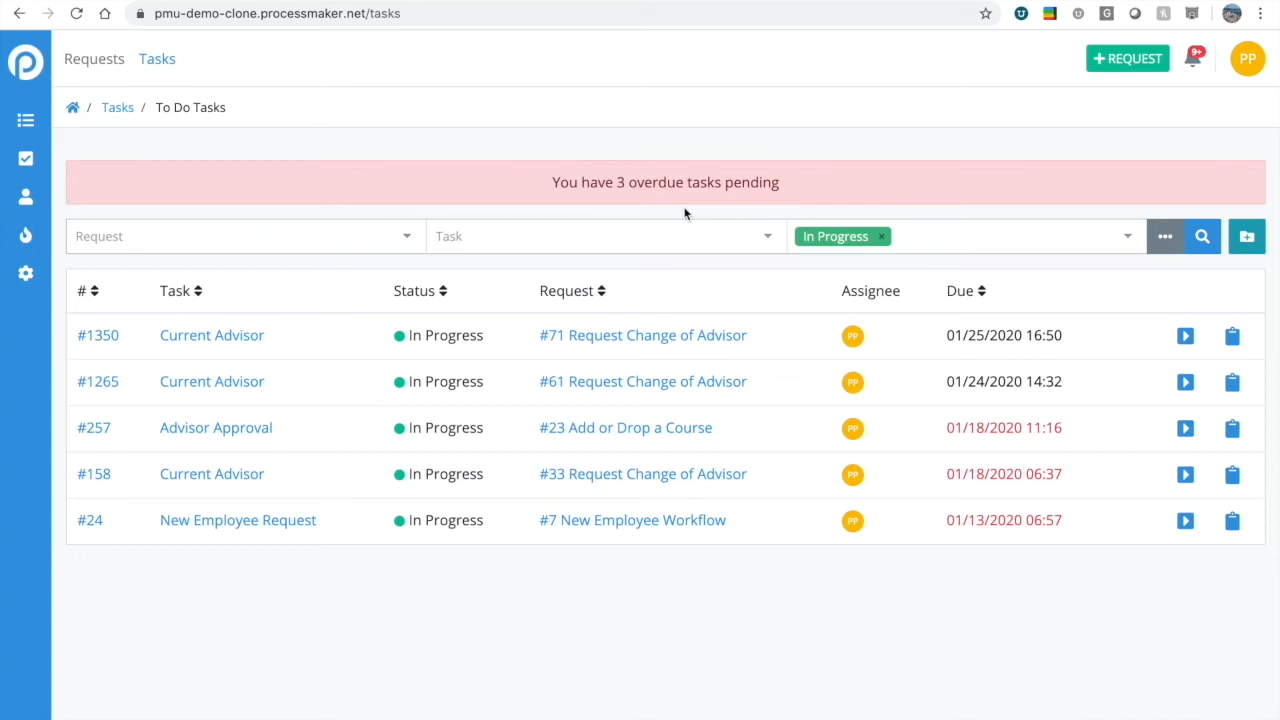 pmu-demo-clone.processmaker.net/tasks
Requests Tasks + REQUEST 9+ PP
/ Tasks / To Do Tasks
You have 3 overdue tasks pending
Request Task In Progress ×
# Task Status Request Assignee Due
#1350 Current Advisor In Progress #71 Request Change of Advisor PP 01/25/2020 16:50
#1265 Current Advisor In Progress #61 Request Change of Advisor PP 01/24/2020 14:32
#257 Advisor Approval In Progress #23 Add or Drop a Course PP 01/18/2020 11:16
#158 Current Advisor In Progress #33 Request Change of Advisor PP 01/18/2020 06:37
#24 New Employee Request In Progress #7 New Employee Workflow PP 01/13/2020 06:57